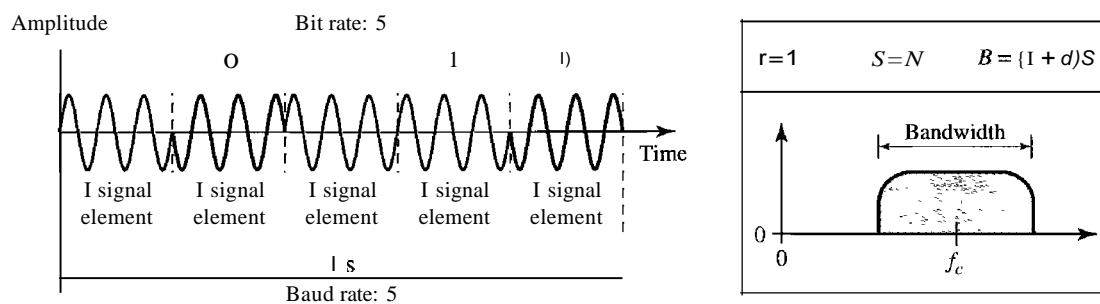 Amplitude
Bit rate: 5
O 1 I)
Time
I signal I signal I signal I signal I signal
element element element element element
I s
Baud rate: 5
r=1 S=N B={I + d)S
Bandwidth
0
0 fc